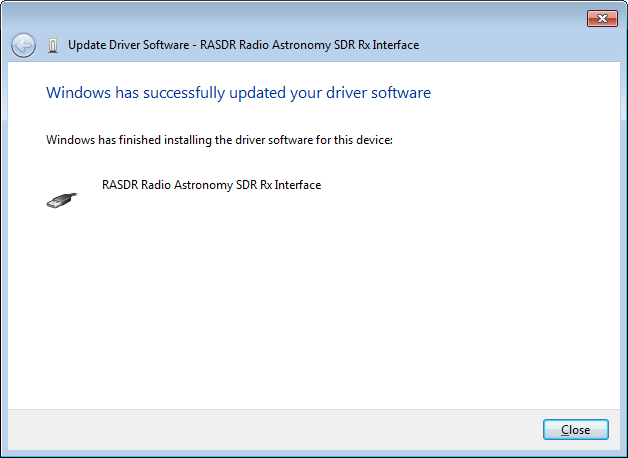 Update Driver Software - RASDR Radio Astronomy SDR Rx Interface
Windows has successfully updated your driver software
Windows has finished installing the driver software for this device:
RASDR Radio Astronomy SDR Rx Interface
Close